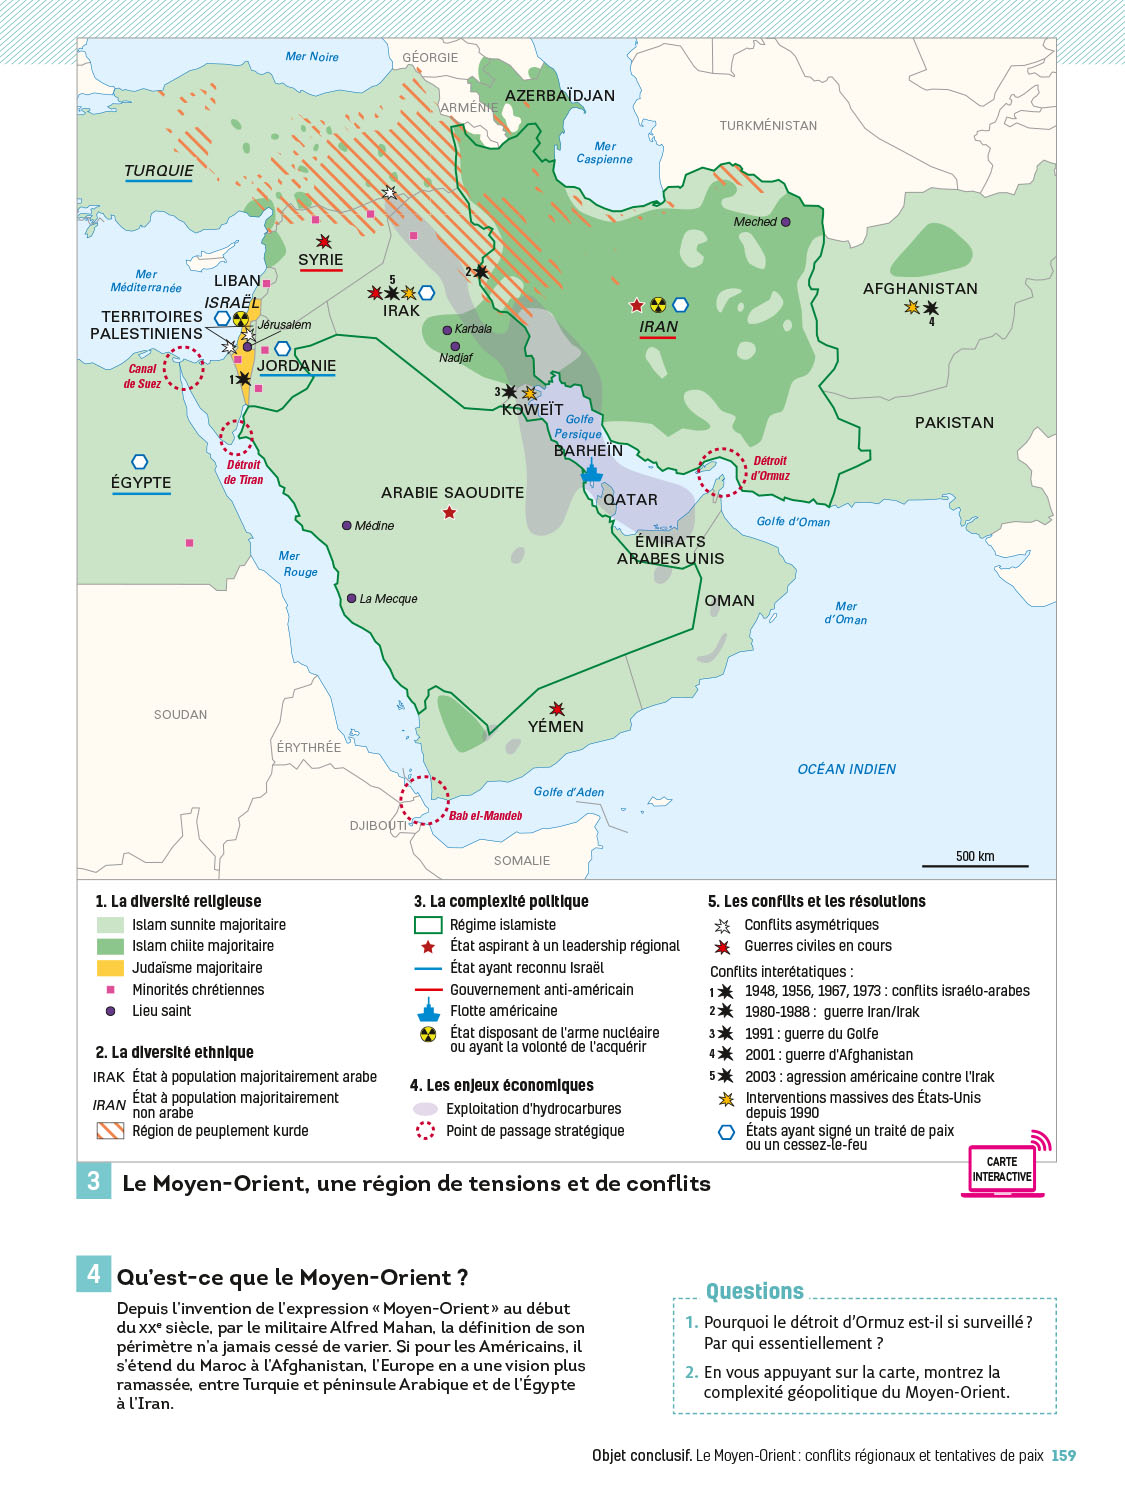 Mer Noire
GÉORGIE
ARMÉNIE
AZERBAÏDJAN
TURKMÉNISTAN
Mer
Caspienne
TURQUIE
Meched
SYRIE
Mer
Méditerranée
LIBAN
ISRAËL
TERRITOIRES
PALESTINIENS
Jérusalem
5
IRAK
2
IRAN
AFGHANISTAN
4
Karbala
Nadjaf
Canal
de Suez
1
JORDANIE
3
KOWEÏT
Golfe
Persique
BARHEÏN
PAKISTAN
Détroit
de Tiran
Détroit
d'Ormuz
ÉGYPTE
ARABIE SAOUDITE
QATAR
Médine
Golfe d'Oman
ÉMIRATS
ARABES UNIS
Mer
Rouge
La Mecque
OMAN
Mer
d'Oman
SOUDAN
YÉMEN
ÉRYTHRÉE
OCÉAN INDIEN
Golfe d'Aden
Bab el-Mandeb
DJIBOUTI
SOMALIE
500 km
1. La diversité religieuse
Islam sunnite majoritaire
Islam chiite majoritaire
Judaïsme majoritaire
Minorités chrétiennes
Lieu saint
2. La diversité ethnique
IRAK État à population majoritairement arabe
IRAN État à population majoritairement
non arabe
Région de peuplement kurde
3. La complexité politique
Régime islamiste
État aspirant à un leadership régional
État ayant reconnu Israël
Gouvernement anti-américain
Flotte américaine
État disposant de l'arme nucléaire
ou ayant la volonté de l'acquérir
4. Les enjeux économiques
Exploitation d'hydrocarbures
Point de passage stratégique
5. Les conflits et les résolutions
Conflits asymétriques
Guerres civiles en cours
Conflits interétatiques :
1 1948, 1956, 1967, 1973 : conflits israélo-arabes
2 1980-1988 : guerre Iran/Irak
3 1991 : guerre du Golfe
4 2001 : guerre d'Afghanistan
5 2003 : agression américaine contre l'Irak
Interventions massives des États-Unis
depuis 1990
États ayant signé un traité de paix
ou un cessez-le-feu
CARTE
INTERACTIVE
3 Le Moyen-Orient, une région de tensions et de conflits
4 Qu'est-ce que le Moyen-Orient ?
Depuis l'invention de l'expression « Moyen-Orient » au début
du XXe siècle, par le militaire Alfred Mahan, la définition de son
périmètre n'a jamais cessé de varier. Si pour les Américains, il
s'étend du Maroc à l'Afghanistan, l'Europe en a une vision plus
ramassée, entre Turquie et péninsule Arabique et de l'Égypte
à l'Iran.
Questions
1. Pourquoi le détroit d'Ormuz est-il si surveillé ?
Par qui essentiellement ?
2. En vous appuyant sur la carte, montrez la
complexité géopolitique du Moyen-Orient.
Objet conclusif. Le Moyen-Orient : conflits régionaux et tentatives de paix 159